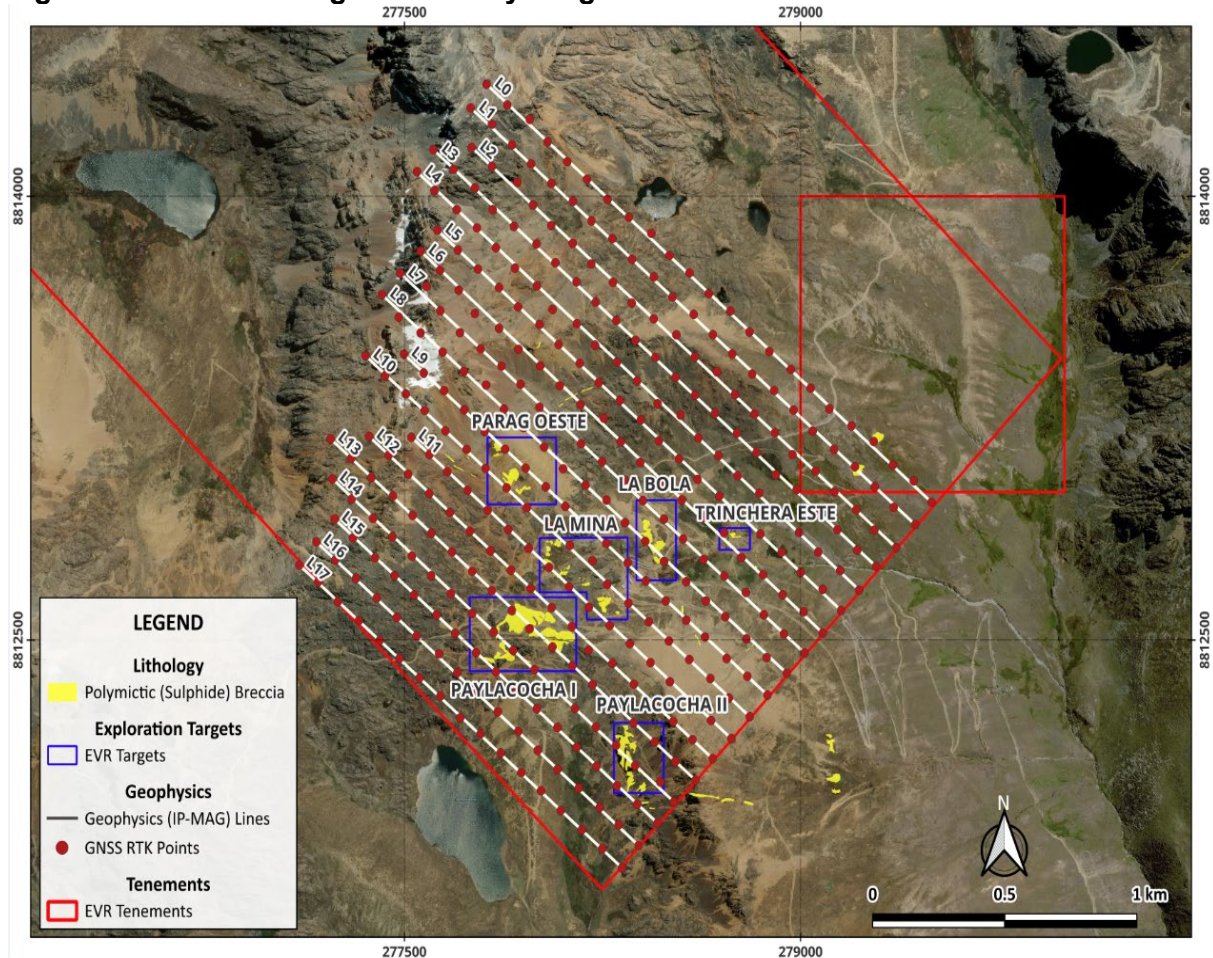 277500
279000
L0
L1
L2
L3
L4
8814000
8814000
L5
L6
L7
L8
L9
L10
PARAG OESTE
L11
L12
L13
LA BOLA
L14
TRINCHERA ESTE
LA MINA
L15
L16
L17
8812500
8812500
LEGEND
Lithology
Polymictic (Sulphide) Breccia
Exploration Targets
EVR Targets
Geophysics
Geophysics (IP-MAG) Lines
GNSS RTK Points
Tenements
EVR Tenements
PAYLACOCHA I
PAYLACOCHA II
N
0 0.5 1 km
277500
279000